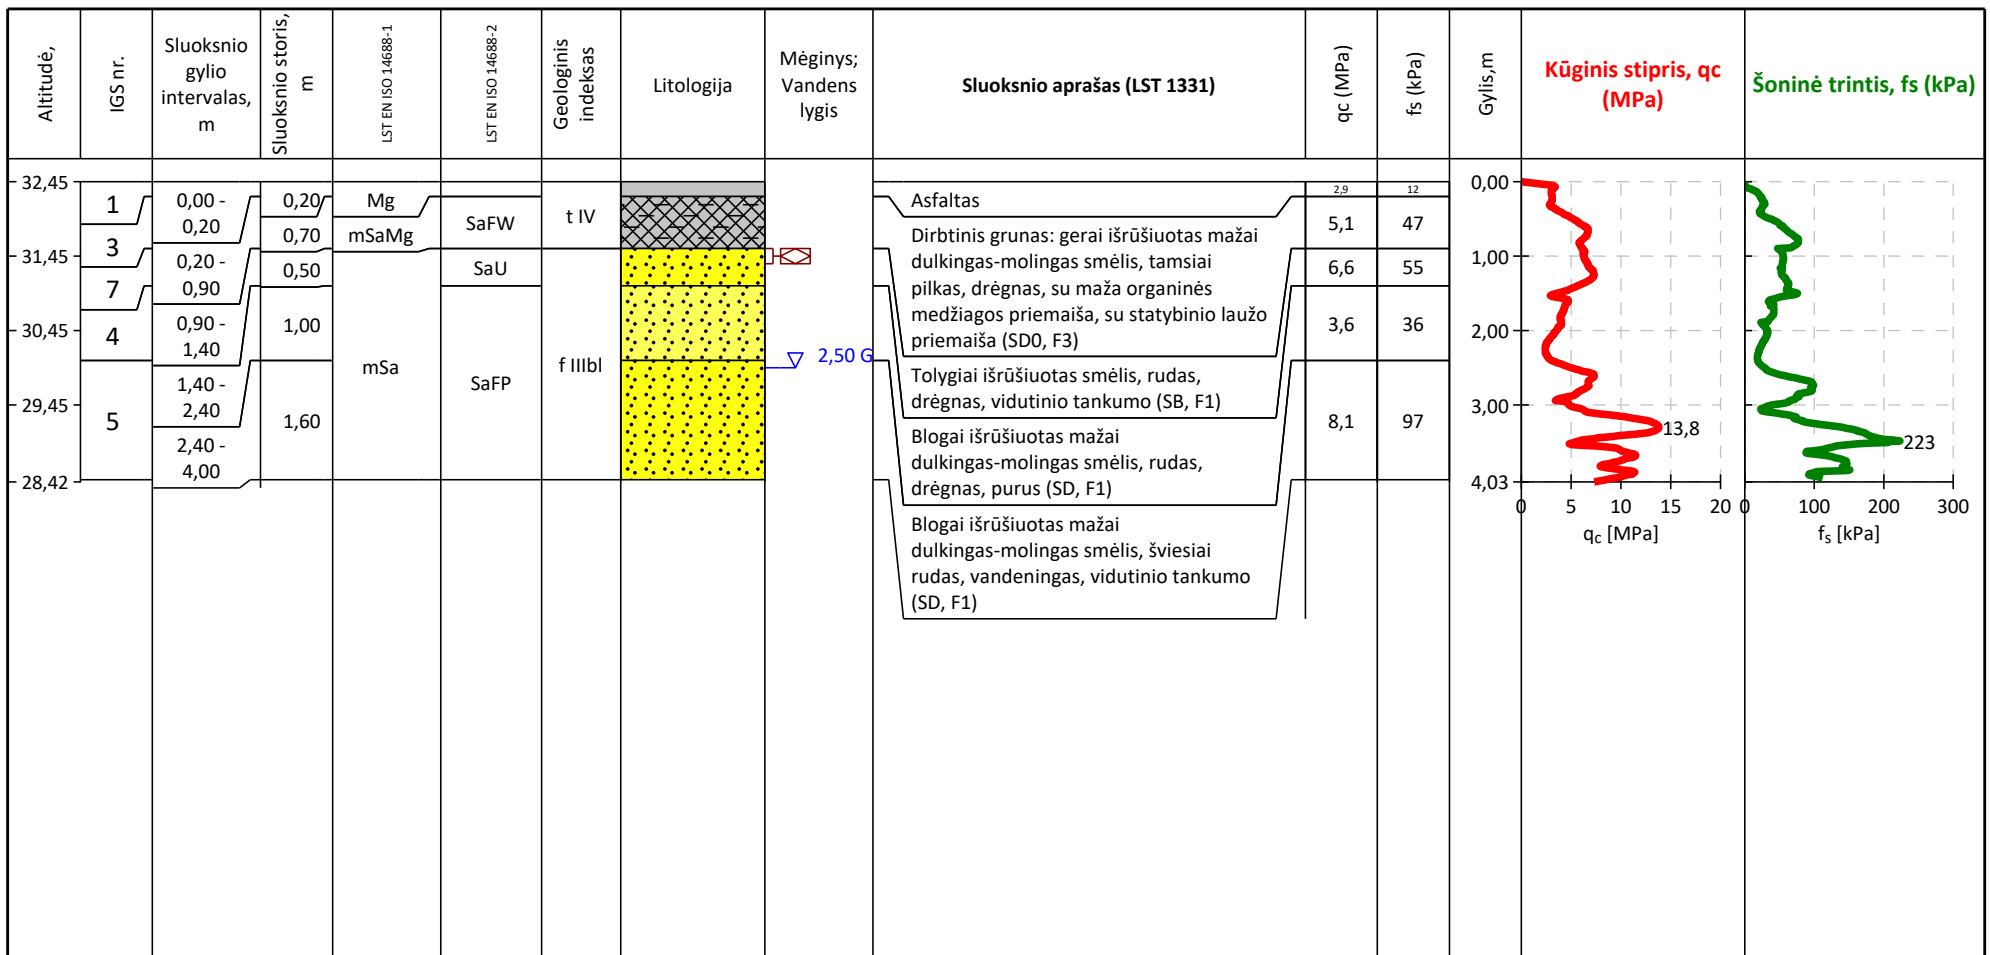 Altitudė,
IGS nr.
Sluoksnio
gylio
intervalas,
m
Sluoksnio storis,
m
LST EN ISO 14688-1
LST EN ISO 14688-2
Geologinis
indeksas
Litologija
Mėginys;
Vandens
lygis
Sluoksnio aprašas (LST 1331)
qc (MPa)
fs (kPa)
Gylis,m
Kūginis stipris, qc
(MPa)
Šoninė trintis, fs (kPa)
32,45
31,45
30,45
29,45
28,42
1
3
7
4
5
0,00 -
0,20
0,20 -
0,90
0,90 -
1,40
1,40 -
2,40
2,40 -
4,00
0,20
0,70
0,50
1,00
1,60
Mg
mSaMg
mSa
SaFW
SaU
SaFP
t IV
f IIIbl
2,50 G
Asfaltas
Dirbtinis grunas: gerai išrūšiuotas mažai
dulkingas-molingas smėlis, tamsiai
pilkas, drėgnas, su maža organinės
medžiagos priemaiša, su statybinio laužo
priemaiša (SD0, F3)
Tolygiai išrūšiuotas smėlis, rudas,
drėgnas, vidutinio tankumo (SB, F1)
Blogai išrūšiuotas mažai
dulkingas-molingas smėlis, rudas,
drėgnas, purus (SD, F1)
Blogai išrūšiuotas mažai
dulkingas-molingas smėlis, šviesiai
rudas, vandeningas, vidutinio tankumo
(SD, F1)
2,9
5,1
6,6
3,6
8,1
12
47
55
36
97
0,00
1,00
2,00
3,00
4,03
13,8
0 5 10 15 20
qc [MPa]
223
0 100 200 300
fs [kPa]